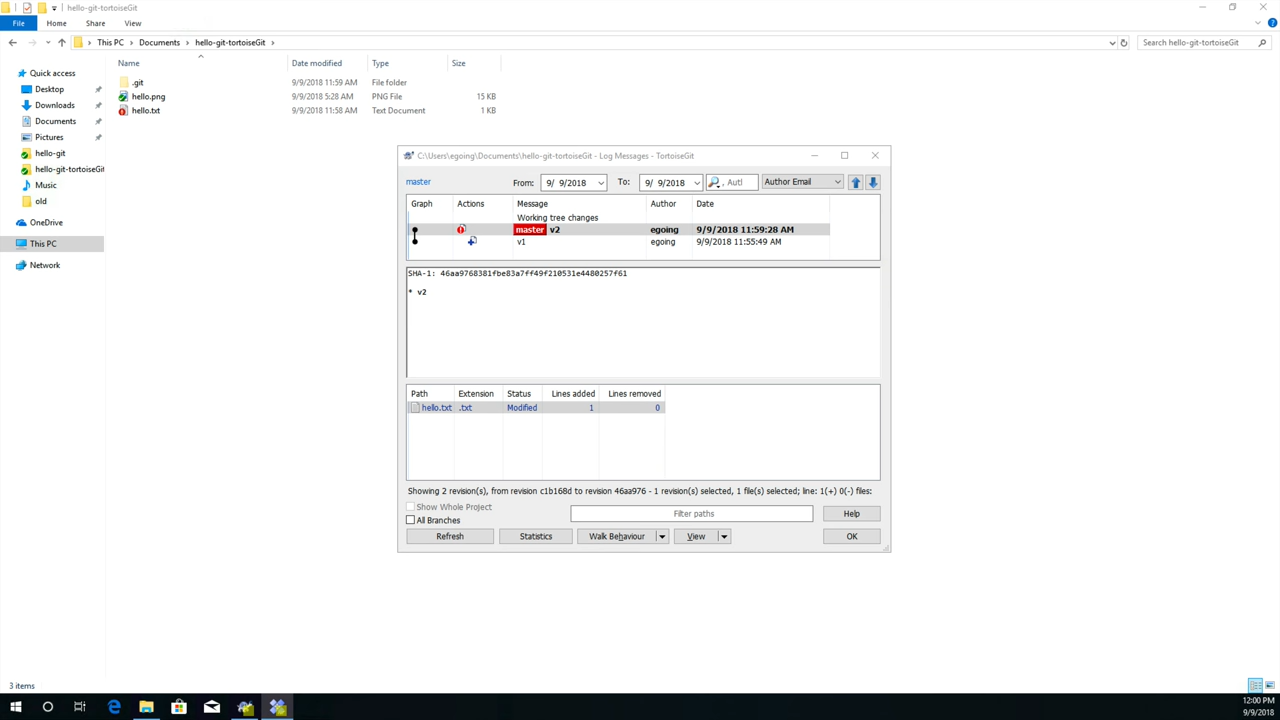 hello-git-tortoiseGit
File Home Share View
This PC > Documents > hello-git-tortoiseGit >
Search hello-git-tortoiseGit
Name Date modified Type Size
.git 9/9/2018 11:59 AM File folder
hello.png 9/9/2018 5:28 AM PNG File 15 KB
hello.txt 9/9/2018 11:58 AM Text Document 1 KB
Quick access
Desktop
Downloads
Documents
Pictures
hello-git
hello-git-tortoiseGit
Music
old
OneDrive
This PC
Network
C:\Users\egoing\Documents\hello-git-tortoiseGit - Log Messages - TortoiseGit
master From: 9/ 9/2018 To: 9/ 9/2018 , Autl Author Email
Graph Actions Message Author Date
Working tree changes
master v2 egoing 9/9/2018 11:59:28 AM
v1 egoing 9/9/2018 11:55:49 AM
SHA-1: 46aa9768381fbe83a7ff49f210531e4480257f61
* v2
Path Extension Status Lines added Lines removed
hello.txt .txt Modified 1 0
Showing 2 revision(s), from revision c1b168d to revision 46aa976 - 1 revision(s) selected, 1 file(s) selected; line: 1(+) 0(-) files:
Show Whole Project
All Branches
Filter paths
Help
Refresh Statistics Walk Behaviour View OK
3 items
12:00 PM
9/9/2018